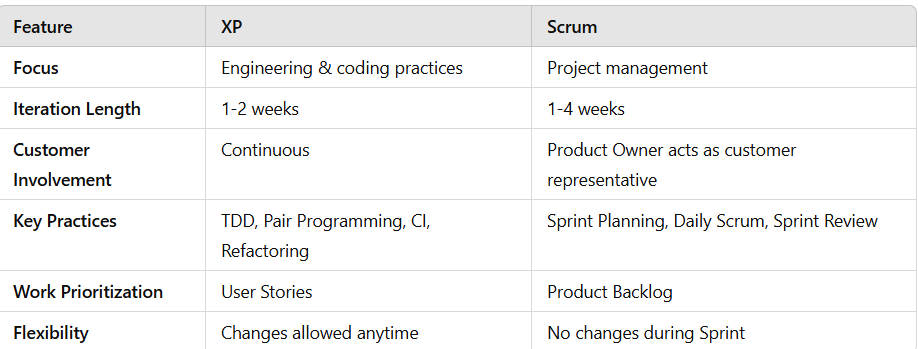 Feature XP Scrum
Focus Engineering & coding practices Project management
Iteration Length 1-2 weeks 1-4 weeks
Customer Involvement Continuous Product Owner acts as customer representative
Key Practices TDD, Pair Programming, CI, Refactoring Sprint Planning, Daily Scrum, Sprint Review
Work Prioritization User Stories Product Backlog
Flexibility Changes allowed anytime No changes during Sprint